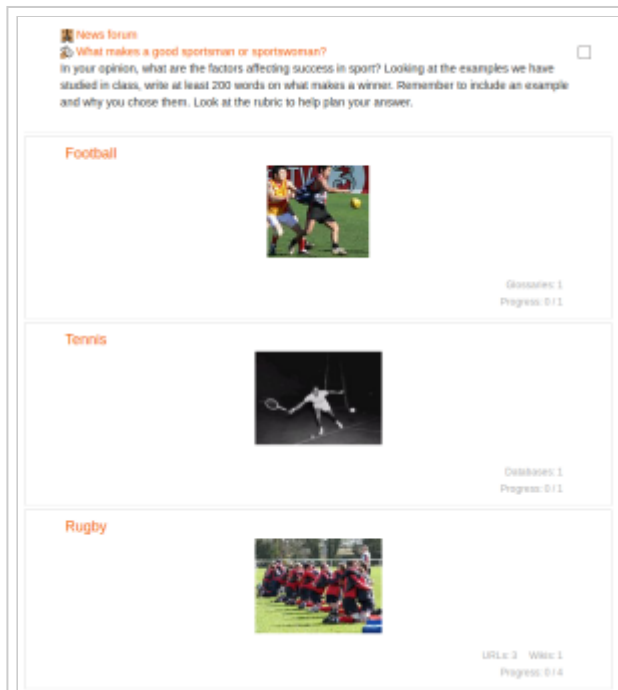 News forum
What makes a good sportsman or sportswoman?
In your opinion, what are the factors affecting success in sport? Looking at the examples we have
studied in class, write at least 200 words on what makes a winner. Remember to include an example
and why you chose them. Look at the rubric to help plan your answer.
Football
Glossaries: 1
Progress: 0 / 1
Tennis
Databases: 1
Progress: 0 / 1
Rugby
URLs: 3 Wikis: 1
Progress: 0 / 4